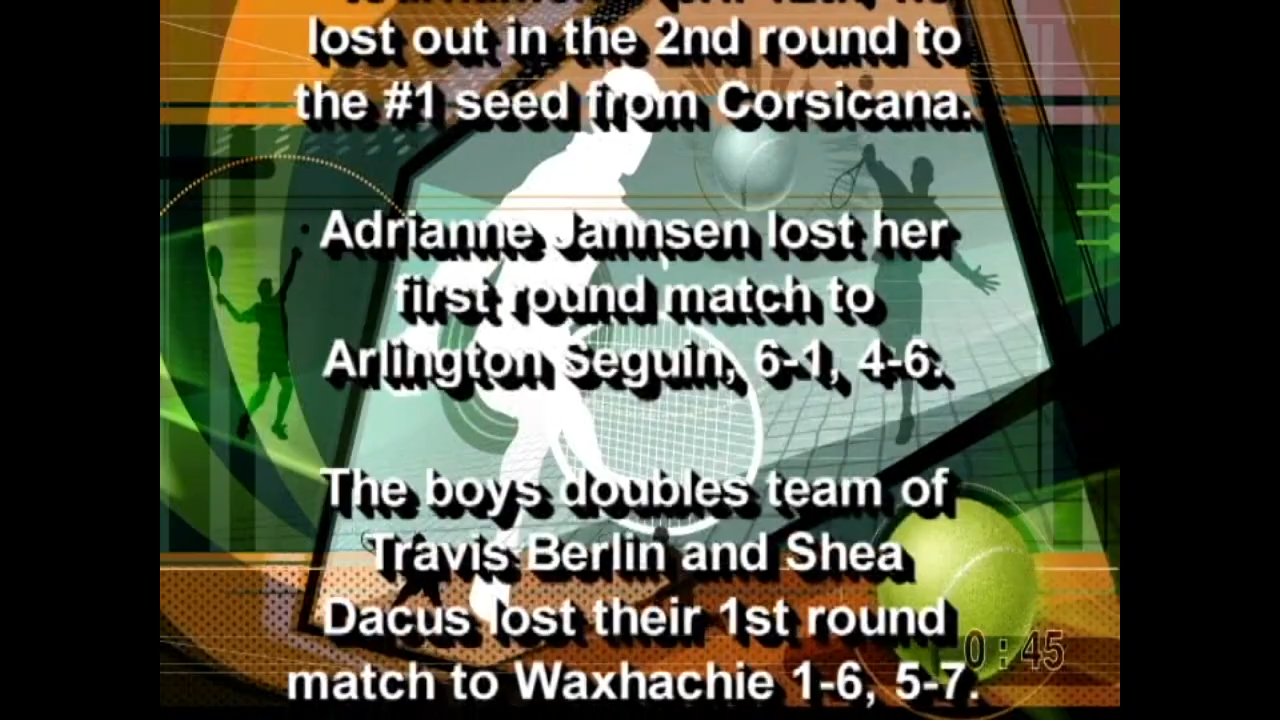 lost out in the 2nd round to
the #1 seed from Corsicana.
Adrianne Jannsen lost her
first round match to
Arlington Seguin, 6-1, 4-6.
The boys doubles team of
Travis Berlin and Shea
Dacus lost their 1st round
match to Waxhachie 1-6, 5-7.
0:45